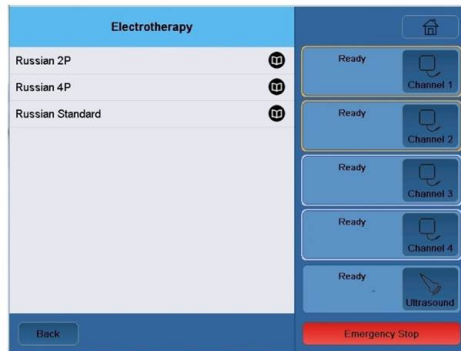 Electrotherapy
Russian 2P
Russian 4P
Russian Standard
Ready
Channel 1
Ready
Channel 2
Ready
Channel 3
Ready
Channel 4
Ready
Ultrasound
Back
Emergency Stop